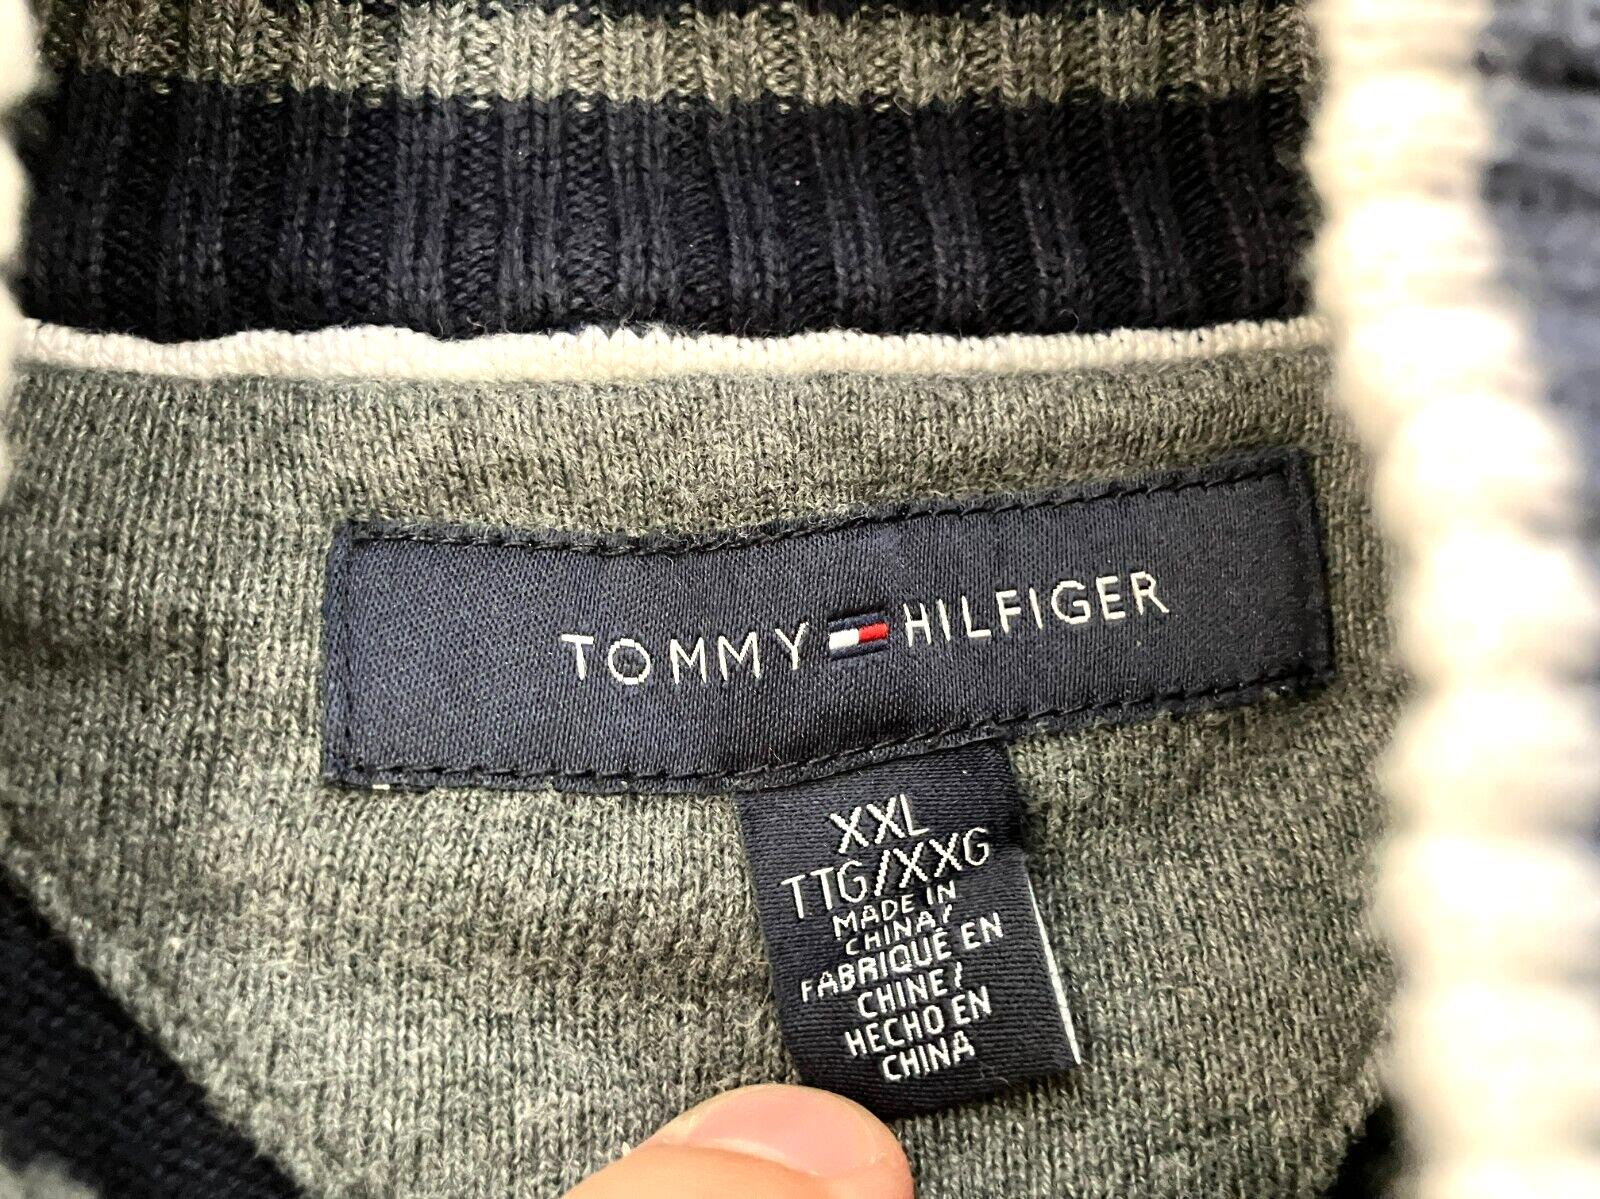 TOMMY HILFIGER
XXL
TTG/XXG
MADE IN
CHINA/
FABRIQUÉ EN
CHINE/
HECHO EN
CHINA